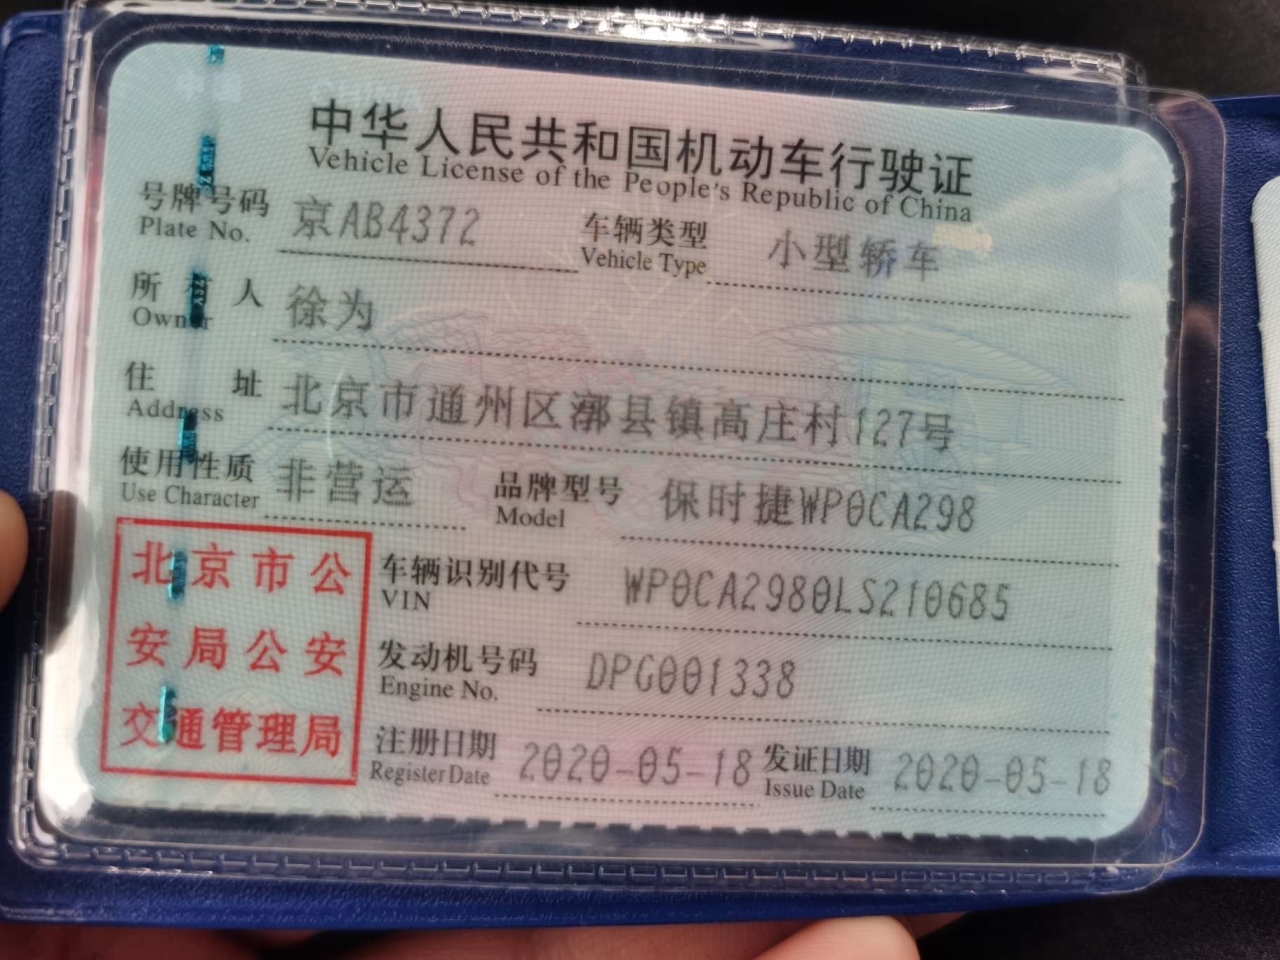 中华人民共和国机动车行驶证
Vehicle License of the People's Republic of China
号牌号码 京AB4372 车辆类型 小型轿车
Plate No. Vehicle Type
所有人 徐为
Owner
住址 北京市通州区漷县镇高庄村127号
Address
使用性质 非营运 品牌型号 保时捷WP0CA298
Use Character Model
北京市公
安局公安
交通管理局
车辆识别代号 WP0CA2980LS210685
VIN
发动机号码 DPG001338
Engine No.
注册日期 2020-05-18 发证日期 2020-05-18
Register Date Issue Date